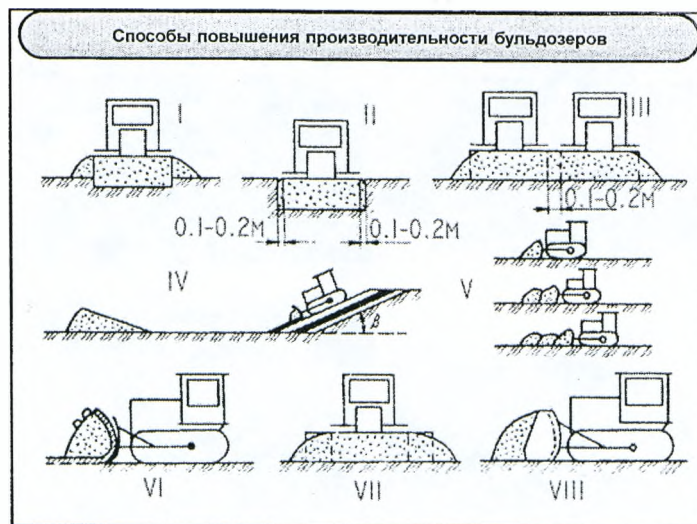 Способы повышения производительности бульдозеров
I
II
III
0.1-0.2м
0.1-0.2м
0.1-0.2м
IV
β
V
VI
VII
VIII